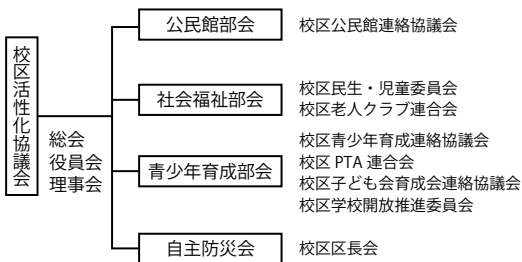 校区活性化協議会
総会
役員会
理事会
公民館部会
校区公民館連絡協議会
社会福祉部会
校区民生・児童委員会
校区老人クラブ連合会
青少年育成部会
校区青少年育成連絡協議会
校区 PTA 連合会
校区子ども会育成会連絡協議会
校区学校開放推進委員会
自主防災会
校区区長会